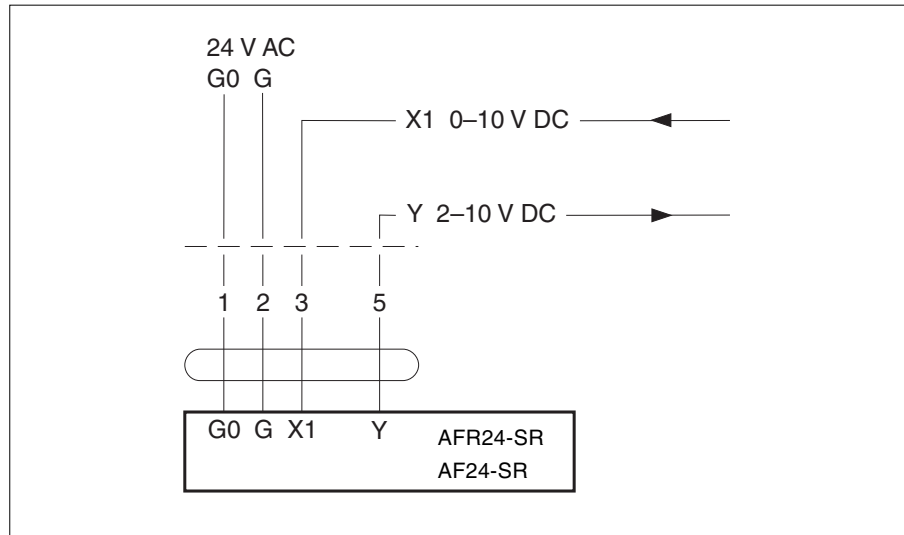 24 V AC
G0 G
X1 0–10 V DC
Y 2–10 V DC
1 2 3 5
G0 G X1 Y
AFR24-SR
AF24-SR